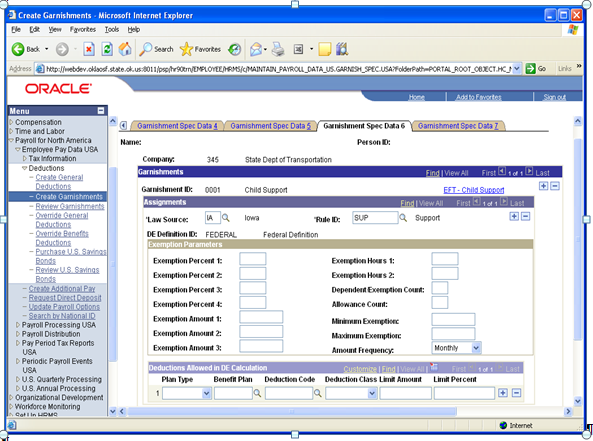 Create Garnishments - Microsoft Internet Explorer
File Edit View Favorites Tools Help
Back Search Favorites
Address http://webdev.oklaosf.state.ok.us:8011/psp/hr90trn/EMPLOYEE/HRMS/c/MAINTAIN_PAYROLL_DATA_US.GARNISH_SPEC.USA?FolderPath=PORTAL_ROOT_OBJECT.HC_ Go Links »
ORACLE
Home Add to Favorites Sign out
Menu
Compensation
Time and Labor
Payroll for North America
Employee Pay Data USA
Tax Information
Deductions
Create General
Deductions
Create Garnishments
Review Garnishments
Override General
Deductions
Override Benefits
Deductions
Purchase U.S. Savings
Bonds
Review U.S. Savings
Bonds
Create Additional Pay
Request Direct Deposit
Update Payroll Options
Search by National ID
Payroll Processing USA
Payroll Distribution
Pay Period Tax Reports
USA
Periodic Payroll Events
USA
U.S. Quarterly Processing
U.S. Annual Processing
Organizational Development
Workforce Monitoring
Set Up HRMS
Garnishment Spec Data 4 Garnishment Spec Data 5 Garnishment Spec Data 6 Garnishment Spec Data 7
Name: Person ID:
Company: 345 State Dept of Transportation
Garnishments Find | View All First 1 of 1 Last
Garnishment ID: 0001 Child Support EFT - Child Support
Assignments Find | View All First 1 of 1 Last
*Law Source: IA Iowa *Rule ID: SUP Support
DE Definition ID: FEDERAL Federal Definition
Exemption Parameters
Exemption Percent 1: Exemption Hours 1:
Exemption Percent 2: Exemption Hours 2:
Exemption Percent 3: Dependent/Exemption Count:
Exemption Percent 4: Allowance Count:
Exemption Amount 1: Minimum Exemption:
Exemption Amount 2: Maximum Exemption:
Exemption Amount 3: Amount Frequency: Monthly
Deductions Allowed in DE Calculation Customize | Find | View All | First 1 of 1 Last
Plan Type Benefit Plan Deduction Code Deduction Class Limit Amount Limit Percent
1
Internet